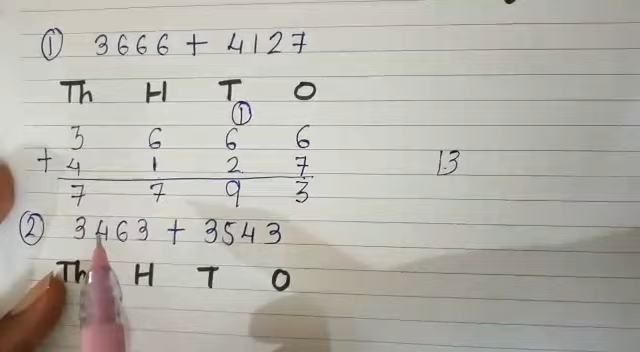 ① 3666 + 4127
Th H T O
①
3 6 6 6
+ 4 1 2 7
13
7 7 9 3
② 3463 + 3543
Th H T O